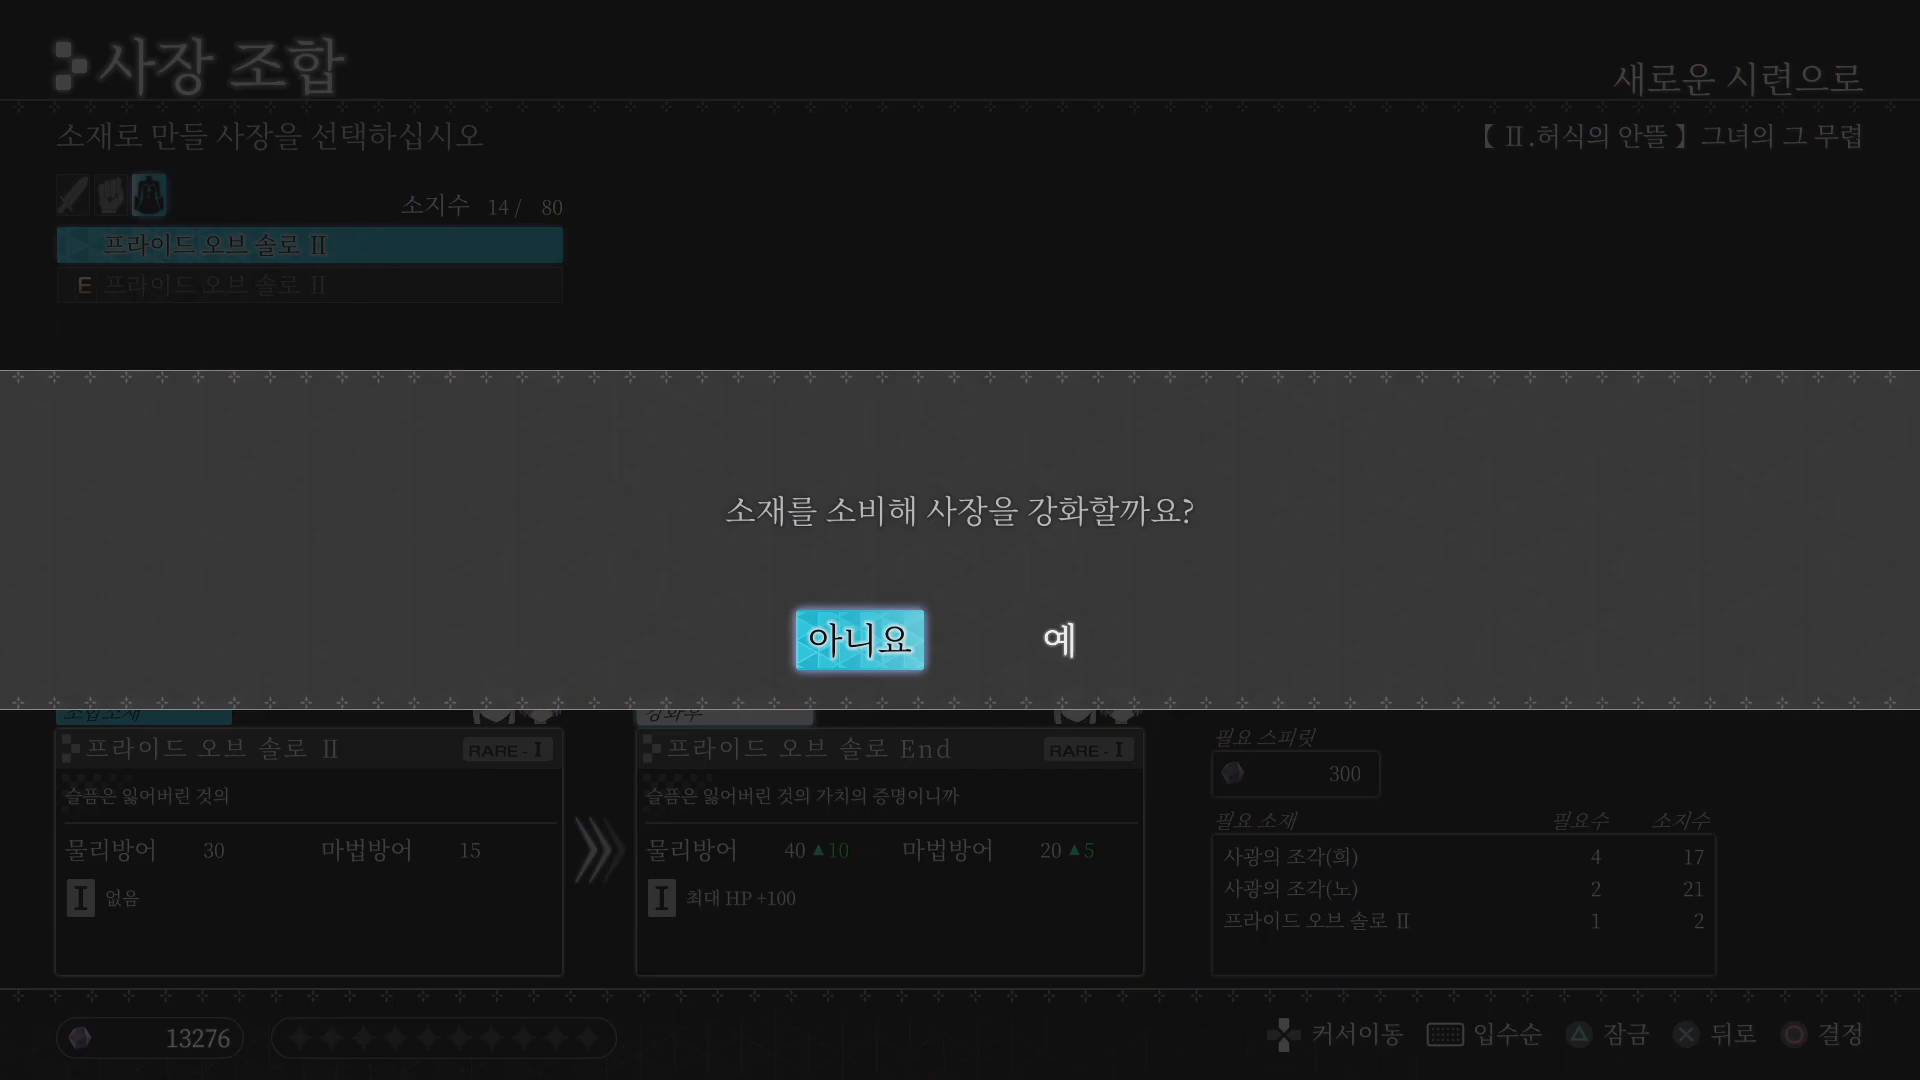 사장 조합
새로운 시련으로
소재로 만들 사장을 선택하십시오
【 Ⅱ.허식의 안뜰 】그녀의 그 무렵
소지수 14 / 80
프라이드 오브 솔로 Ⅱ
E 프라이드 오브 솔로 Ⅱ
소재를 소비해 사장을 강화할까요?
아니요 예
조합소재
강화후
프라이드 오브 솔로 Ⅱ RARE - I
슬픔은 잃어버린 것의
물리방어 30 마법방어 15
I 없음
프라이드 오브 솔로 End RARE - I
슬픔은 잃어버린 것의 가치의 증명이니까
물리방어 40 ▲10 마법방어 20 ▲5
I 최대 HP +100
필요 스피릿
300
필요 소재 필요수 소지수
사광의 조각(희) 4 17
사광의 조각(노) 2 21
프라이드 오브 솔로 Ⅱ 1 2
13276
커서이동 입수순 잠금 뒤로 결정